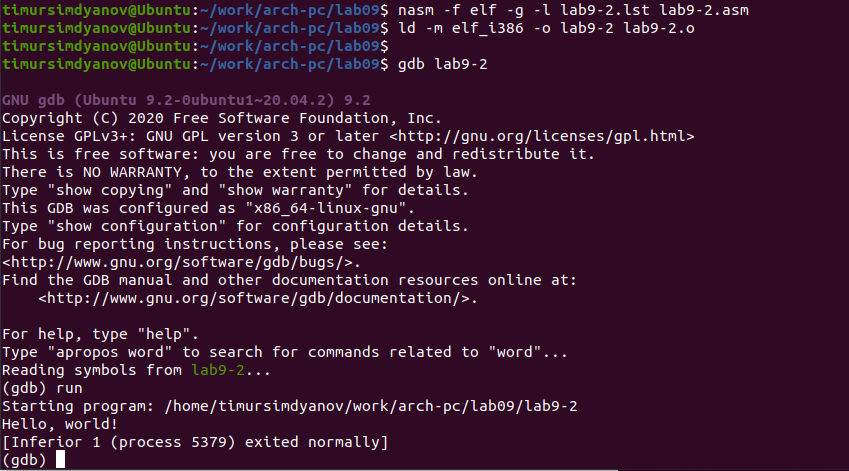 timursimdyanov@Ubuntu:~/work/arch-pc/lab09$ nasm -f elf -g -l lab9-2.lst lab9-2.asm
timursimdyanov@Ubuntu:~/work/arch-pc/lab09$ ld -m elf_i386 -o lab9-2 lab9-2.o
timursimdyanov@Ubuntu:~/work/arch-pc/lab09$
timursimdyanov@Ubuntu:~/work/arch-pc/lab09$ gdb lab9-2
GNU gdb (Ubuntu 9.2-0ubuntu1~20.04.2) 9.2
Copyright (C) 2020 Free Software Foundation, Inc.
License GPLv3+: GNU GPL version 3 or later <http://gnu.org/licenses/gpl.html>
This is free software: you are free to change and redistribute it.
There is NO WARRANTY, to the extent permitted by law.
Type "show copying" and "show warranty" for details.
This GDB was configured as "x86_64-linux-gnu".
Type "show configuration" for configuration details.
For bug reporting instructions, please see:
<http://www.gnu.org/software/gdb/bugs/>.
Find the GDB manual and other documentation resources online at:
    <http://www.gnu.org/software/gdb/documentation/>.
For help, type "help".
Type "apropos word" to search for commands related to "word"...
Reading symbols from lab9-2...
(gdb) run
Starting program: /home/timursimdyanov/work/arch-pc/lab09/lab9-2
Hello, world!
[Inferior 1 (process 5379) exited normally]
(gdb)